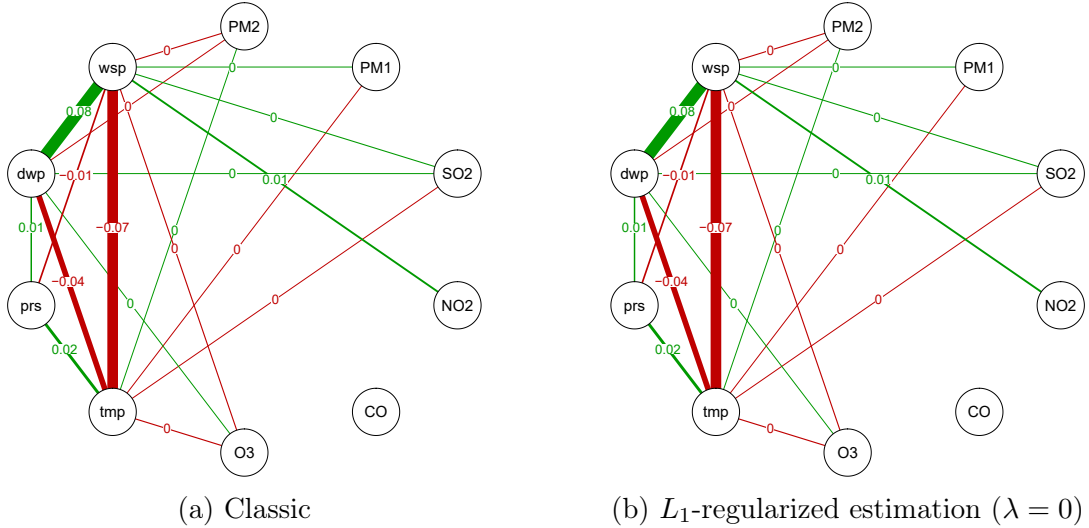 PM2 PM2
wsp 0 PM1 wsp 0 PM1
0 0
0.08 0 0 0.08 0 0
dwp −0.01 0 0.01 SO2 dwp −0.01 0 0.01 SO2
0.01 −0.07 0 0 0 0.01 −0.07 0 0 0
prs −0.04 0 0 NO2 prs −0.04 0 0 NO2
0.02 0.02
tmp CO tmp CO
0 O3 0 O3
(a) Classic (b) L₁-regularized estimation (λ = 0)